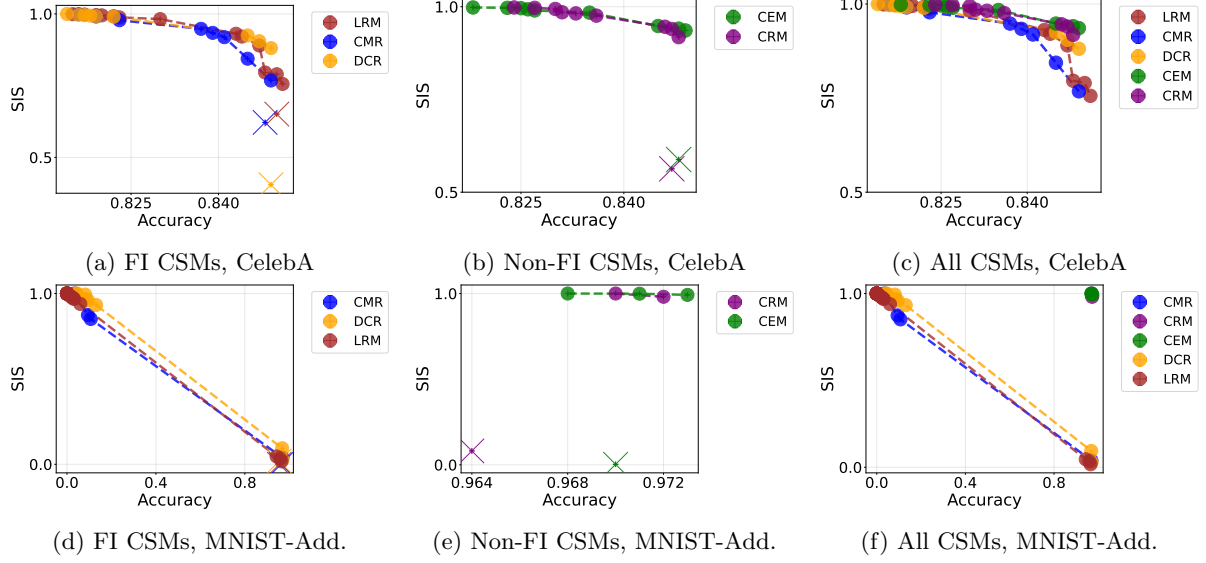 1.0
0.5
SIS
0.825
0.840
Accuracy
LRM
CMR
DCR
(a) FI CSMs, CelebA
1.0
0.5
SIS
0.825
0.840
Accuracy
CEM
CRM
(b) Non-FI CSMs, CelebA
1.0
0.5
SIS
0.825
0.840
Accuracy
LRM
CMR
DCR
CEM
CRM
(c) All CSMs, CelebA
1.0
0.0
SIS
0.0
0.4
0.8
Accuracy
CMR
DCR
LRM
(d) FI CSMs, MNIST-Add.
1.0
0.0
SIS
0.964
0.968
0.972
Accuracy
CRM
CEM
(e) Non-FI CSMs, MNIST-Add.
1.0
0.0
SIS
0.0
0.4
0.8
Accuracy
CMR
CRM
CEM
DCR
LRM
(f) All CSMs, MNIST-Add.